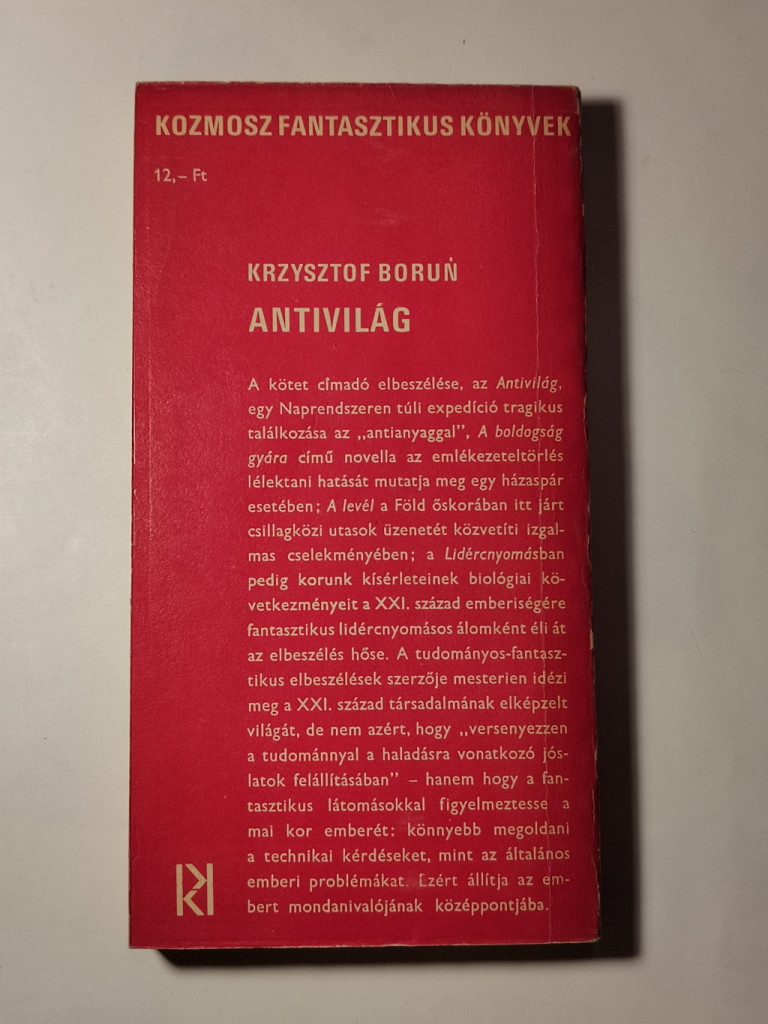 KOZMOSZ FANTASZTIKUS KÖNYVEK
12,– Ft
KRZYSZTOF BORUŃ
ANTIVILÁG
A kötet címadó elbeszélése, az Antivilág,
egy Naprendszeren túli expedíció tragikus
találkozása az „antianyaggal”, A boldogság
gyára című novella az emlékezeteltörlés
lélektani hatását mutatja meg egy házaspár
esetében; A levél a Föld őskorában itt járt
csillagközi utasok üzenetét közvetíti izgal-
mas cselekményében; a Lidércnyomásban
pedig korunk kísérleteinek biológiai kö-
vetkezményeit a XXI. század emberiségére
fantasztikus lidércnyomásos álomként éli át
az elbeszélés hőse. A tudományos-fantasz-
tikus elbeszélések szerzője mesterien idézi
meg a XXI. század társadalmának elképzelt
világát, de nem azért, hogy „versenyezzen
a tudománnyal a haladásra vonatkozó jós-
latok felállításában” – hanem hogy a fan-
tasztikus látomásokkal figyelmeztesse a
mai kor emberét: könnyebb megoldani
a technikai kérdéseket, mint az általános
emberi problémákat. Ezért állítja az em-
bert mondanivalójának középpontjába.